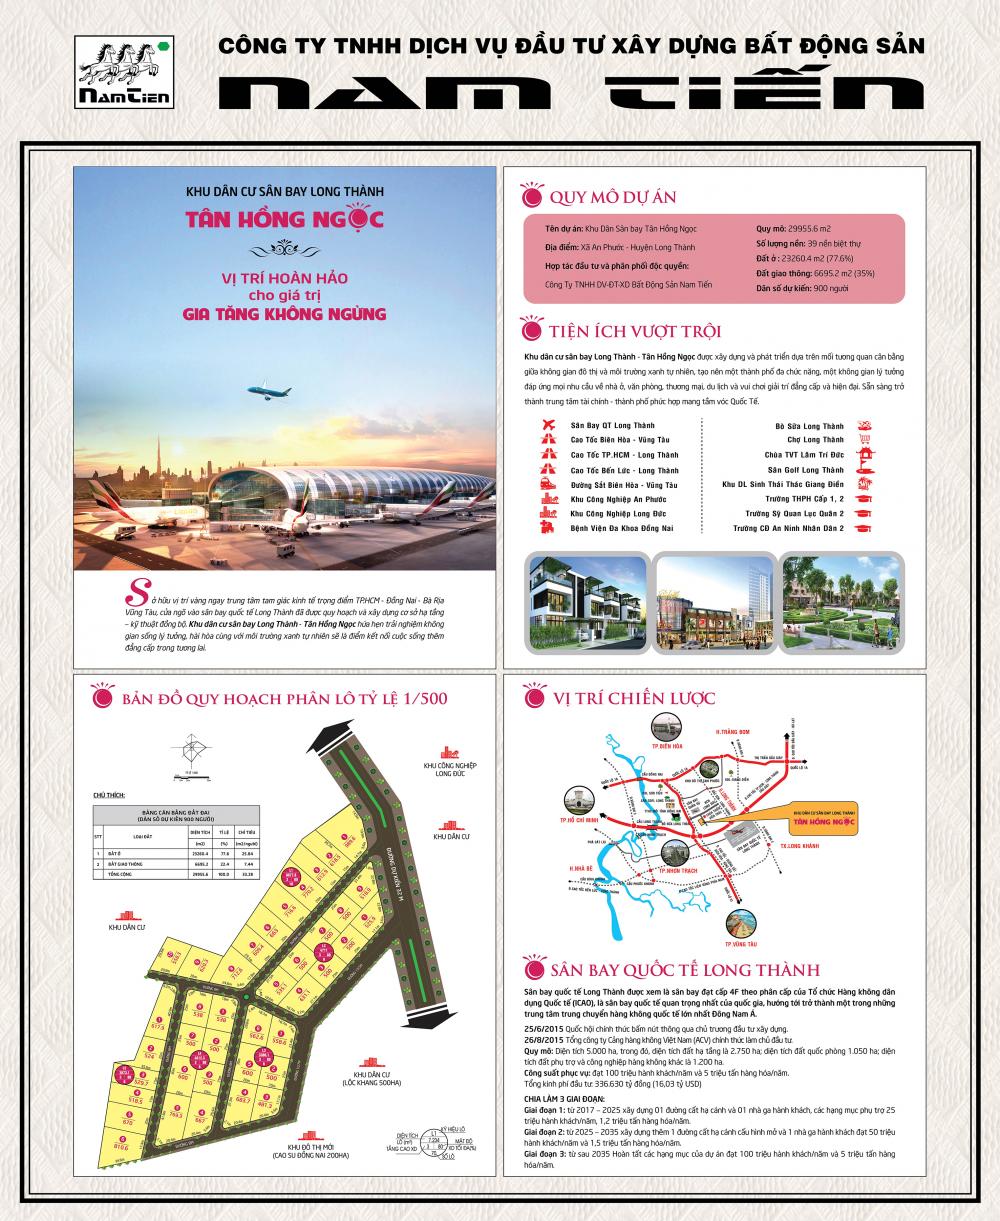 CÔNG TY TNHH DỊCH VỤ ĐẦU TƯ XÂY DỰNG BẤT ĐỘNG SẢN
NAM TIẾN
NAMTIEN
KHU DÂN CƯ SÂN BAY LONG THÀNH
TÂN HỒNG NGỌC
VỊ TRÍ HOÀN HẢO
cho giá trị
GIA TĂNG KHÔNG NGỪNG
Sở hữu vị trí vàng ngay trung tâm tam giác kinh tế trọng điểm TP.HCM - Đồng Nai - Bà Rịa
Vũng Tàu, cửa ngõ vào sân bay quốc tế Long Thành đã được quy hoạch và xây dựng cơ sở hạ tầng
– kỹ thuật đồng bộ. Khu dân cư sân bay Long Thành - Tân Hồng Ngọc hứa hẹn trải nghiệm không
gian sống lý tưởng, hài hòa cùng với môi trường xanh tự nhiên sẽ là điểm kết nối cuộc sống thêm
đẳng cấp trong tương lai.
QUY MÔ DỰ ÁN
Tên dự án: Khu Dân Sân bay Tân Hồng Ngọc
Địa điểm: Xã An Phước - Huyện Long Thành
Hợp tác đầu tư và phân phối độc quyền:
Công Ty TNHH DV-ĐT-XD Bất Động Sản Nam Tiến
Quy mô: 29955.6 m2
Số lượng nền: 39 nền biệt thự
Đất ở : 23260.4 m2 (77.6%)
Đất giao thông: 6695.2 m2 (35%)
Dân số dự kiến: 900 người
TIỆN ÍCH VƯỢT TRỘI
Khu dân cư sân bay Long Thành - Tân Hồng Ngọc được xây dựng và phát triển dựa trên mối tương quan cân bằng
giữa không gian đô thị và môi trường xanh tự nhiên, tạo nên một thành phố đa chức năng, một không gian lý tưởng
đáp ứng mọi nhu cầu về nhà ở, văn phòng, thương mại, du lịch và vui chơi giải trí đẳng cấp và hiện đại. Sẵn sàng trở
thành trung tâm tài chính - thành phố phức hợp mang tầm vóc Quốc Tế.
Sân Bay QT Long Thành
Cao Tốc Biên Hòa - Vũng Tàu
Cao Tốc TP.HCM - Long Thành
Cao Tốc Bến Lức - Long Thành
Đường Sắt Biên Hòa - Vũng Tàu
Khu Công Nghiệp An Phước
Khu Công Nghiệp Long Đức
Bệnh Viện Đa Khoa Đồng Nai
Bò Sữa Long Thành
Chợ Long Thành
Chùa TVT Lâm Trí Đức
Sân Golf Long Thành
Khu DL Sinh Thái Thác Giang Điền
Trường THPH Cấp 1, 2
Trường Sỹ Quan Lục Quân 2
Trường CĐ An Ninh Nhân Dân 2
BẢN ĐỒ QUY HOẠCH PHÂN LÔ TỶ LỆ 1/500
CHÚ THÍCH:
BẢNG CÂN BẰNG ĐẤT ĐAI
(DÂN SỐ DỰ KIẾN 900 NGƯỜI)
STT LOẠI ĐẤT DIỆN TÍCH (m2) TỈ LỆ (%) CHỈ TIÊU (m2/người)
1 ĐẤT Ở 23260.4 77.6 25.84
2 ĐẤT GIAO THÔNG 6695.2 22.4 7.44
TỔNG CỘNG 29955.6 100.0 33.28
KHU CÔNG NGHIỆP
LONG ĐỨC
KHU DÂN CƯ
KHU DÂN CƯ
ĐƯỜNG DỰ KIẾN 32 M
KHU DÂN CƯ
(LỘC KHANG 500HA)
KHU ĐÔ THỊ MỚI
(CAO SU ĐỒNG NAI 200HA)
KÝ HIỆU LÔ
DIỆN TÍCH
LÔ (m²)
TẦNG CAO XD
MẬT ĐỘ
XD TỐI ĐA(%)
SỐ LÔ
VỊ TRÍ CHIẾN LƯỢC
TP.BIÊN HÒA
H.TRẢNG BOM
TP.HỒ CHÍ MINH
KHU DÂN CƯ SÂN BAY LONG THÀNH
TÂN HỒNG NGỌC
TX.LONG KHÁNH
H.NHÀ BÈ
TP.NHƠN TRẠCH
TP.VŨNG TÀU
SÂN BAY QUỐC TẾ LONG THÀNH
Sân bay quốc tế Long Thành được xem là sân bay đạt cấp 4F theo phân cấp của Tổ chức Hàng không dân
dụng Quốc tế (ICAO), là sân bay quốc tế quan trọng nhất của quốc gia, hướng tới trở thành một trong những
trung tâm trung chuyển hàng không quốc tế lớn nhất Đông Nam Á.
25/6/2015 Quốc hội chính thức bấm nút thông qua chủ trương đầu tư xây dựng.
26/8/2015 Tổng công ty Cảng hàng không Việt Nam (ACV) chính thức làm chủ đầu tư.
Quy mô: Diện tích 5.000 ha, trong đó, diện tích đất hạ tầng là 2.750 ha; diện tích đất quốc phòng 1.050 ha; diện
tích đất phụ trợ và công nghiệp hàng không khác là 1.200 ha.
Công suất phục vụ: đạt 100 triệu hành khách/năm và 5 triệu tấn hàng hóa/năm.
Tổng kinh phí đầu tư: 336.630 tỷ đồng (16,03 tỷ USD)
CHIA LÀM 3 GIAI ĐOẠN:
Giai đoạn 1: từ 2017 – 2025 xây dựng 01 đường cất hạ cánh và 01 nhà ga hành khách, các hạng mục phụ trợ 25
triệu hành khách/năm, 1,2 triệu tấn hàng hóa/năm.
Giai đoạn 2: từ 2025 – 2035 xây dựng thêm 1 đường cất hạ cánh cấu hình mở và 1 nhà ga hành khách đạt 50 triệu
hành khách/năm và 1,5 triệu tấn hàng hóa/năm.
Giai đoạn 3: từ sau 2035 Hoàn tất các hạng mục của dự án đạt 100 triệu hành khách/năm và 5 triệu tấn hàng
hóa/năm.